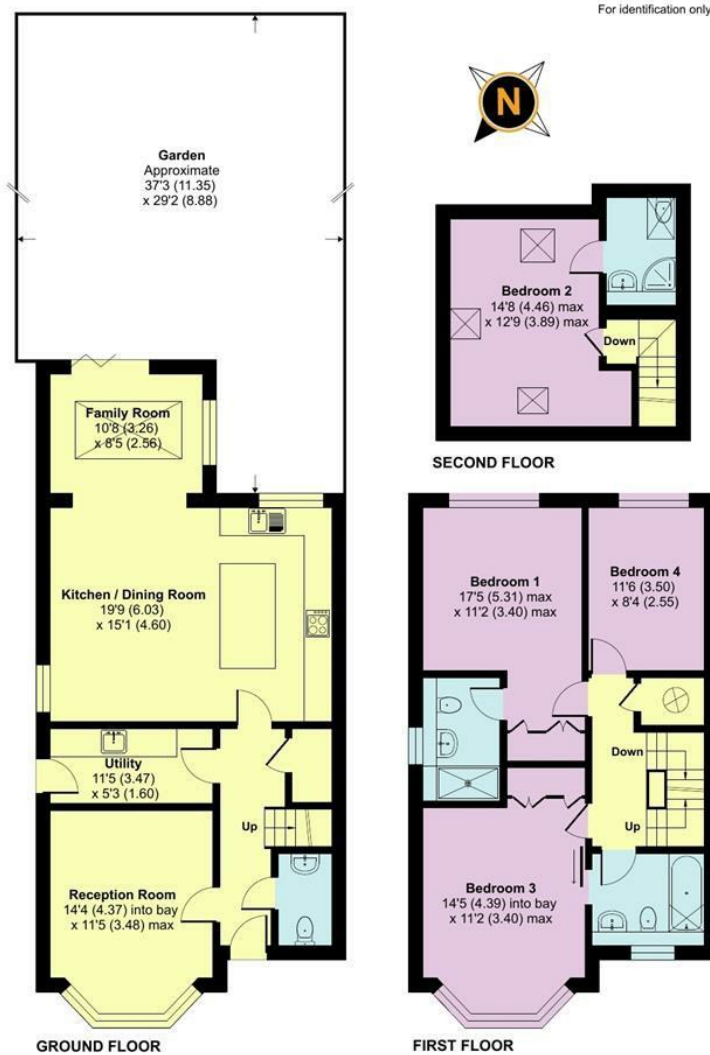 For identification only
N
Garden
Approximate
37'3 (11.35)
x 29'2 (8.88)
Bedroom 2
14'8 (4.46) max
x 12'9 (3.89) max
Down
SECOND FLOOR
Family Room
10'8 (3.26)
x 8'5 (2.56)
Kitchen / Dining Room
19'9 (6.03)
x 15'1 (4.60)
Utility
11'5 (3.47)
x 5'3 (1.60)
Up
Reception Room
14'4 (4.37) into bay
x 11'5 (3.48) max
GROUND FLOOR
Bedroom 1
17'5 (5.31) max
x 11'2 (3.40) max
Bedroom 4
11'6 (3.50)
x 8'4 (2.55)
Down
Up
Bedroom 3
14'5 (4.39) into bay
x 11'2 (3.40) max
FIRST FLOOR